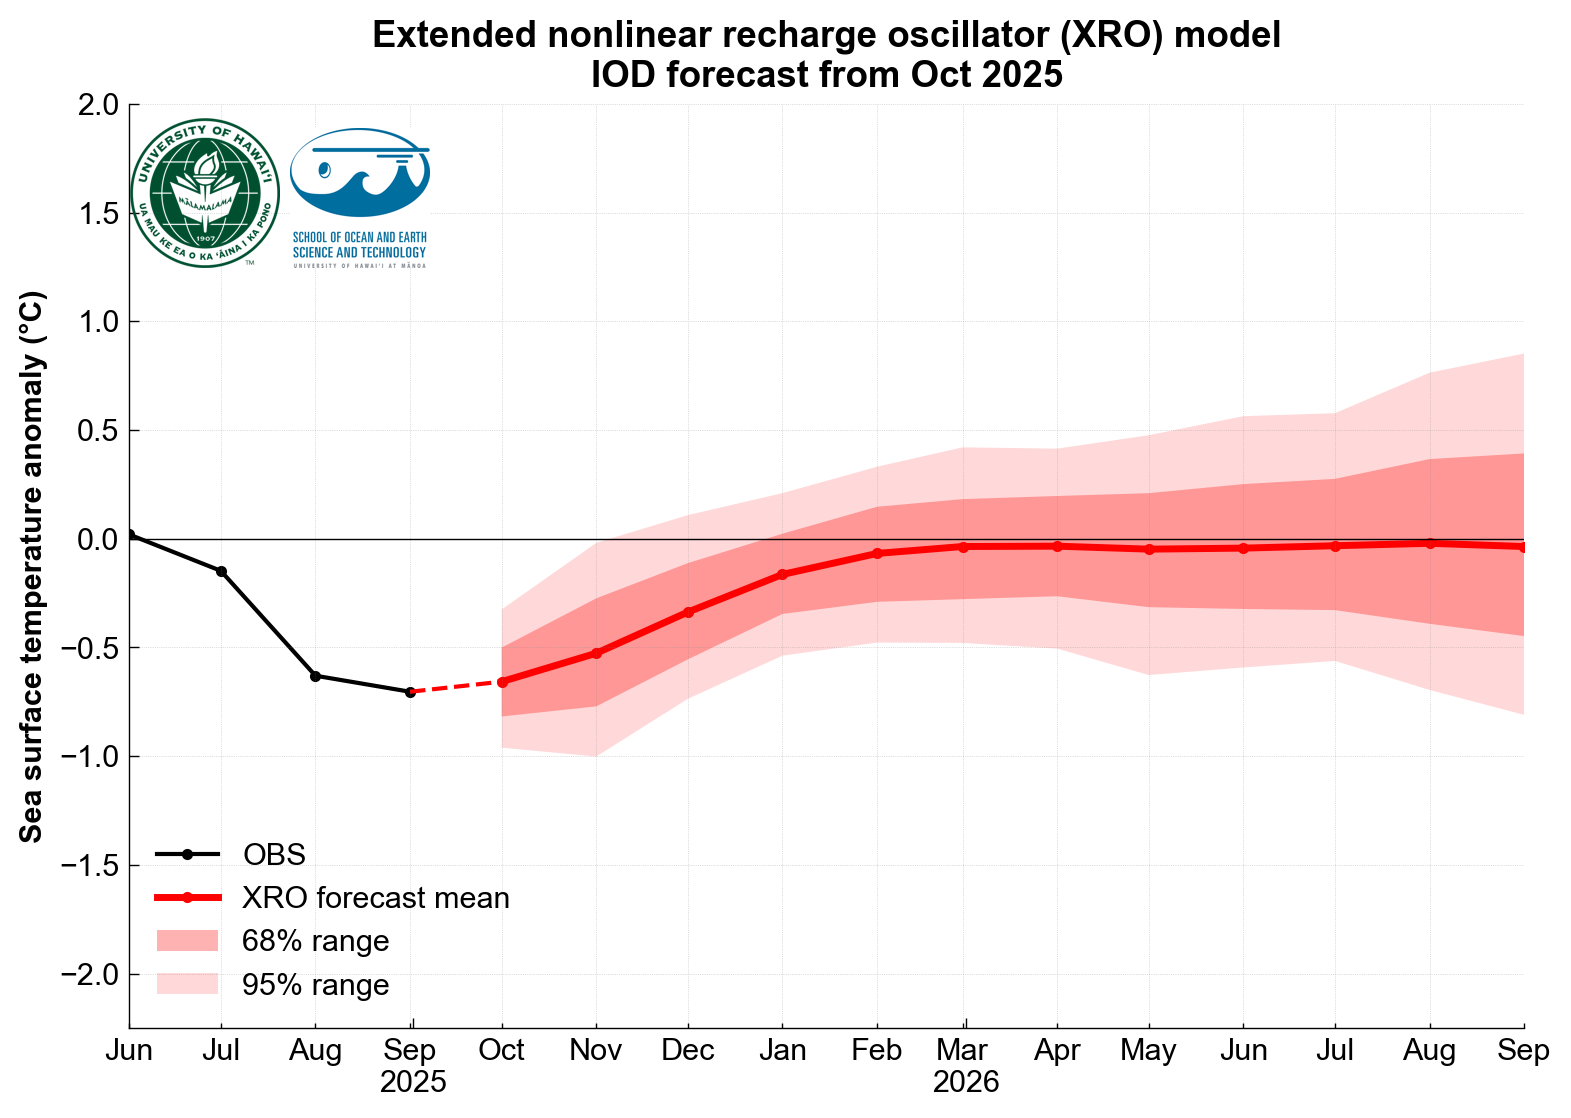 Extended nonlinear recharge oscillator (XRO) model
IOD forecast from Oct 2025
Sea surface temperature anomaly (°C)
2.0
1.5
1.0
0.5
0.0
−0.5
−1.0
−1.5
−2.0
UNIVERSITY OF HAWAIʻI
MĀLAMALAMA
1907
UA MAU KE EA O KA ʻĀINA I KA PONO
TM
SCHOOL OF OCEAN AND EARTH
SCIENCE AND TECHNOLOGY
UNIVERSITY OF HAWAIʻI AT MĀNOA
OBS
XRO forecast mean
68% range
95% range
Jun Jul Aug Sep Oct Nov Dec Jan Feb Mar Apr May Jun Jul Aug Sep
2025 2026